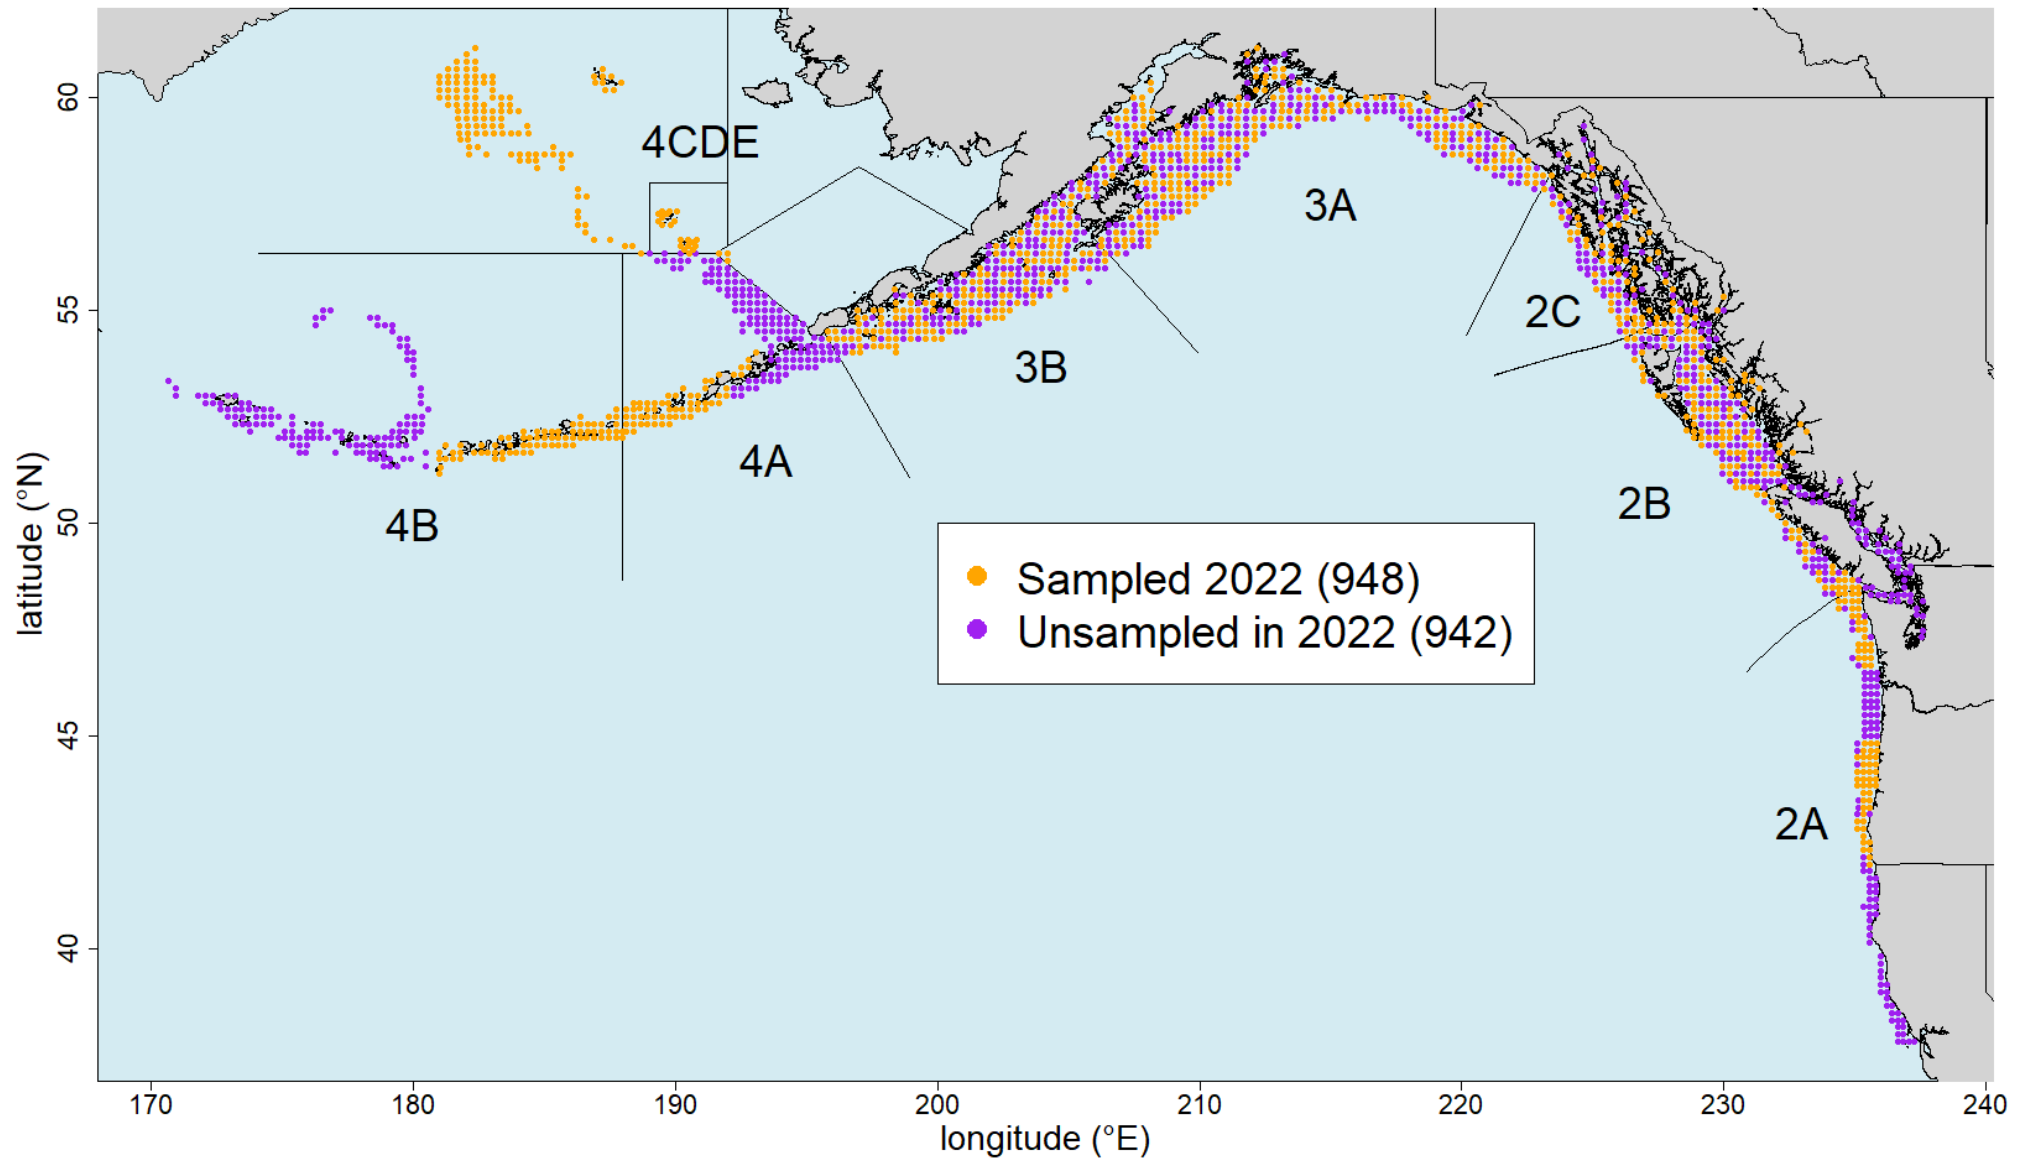 60
55
50
45
40
latitude (°N)
4CDE
3A
2C
3B
4A
2B
4B
2A
Sampled 2022 (948)
Unsampled in 2022 (942)
170
180
190
200
210
220
230
240
longitude (°E)